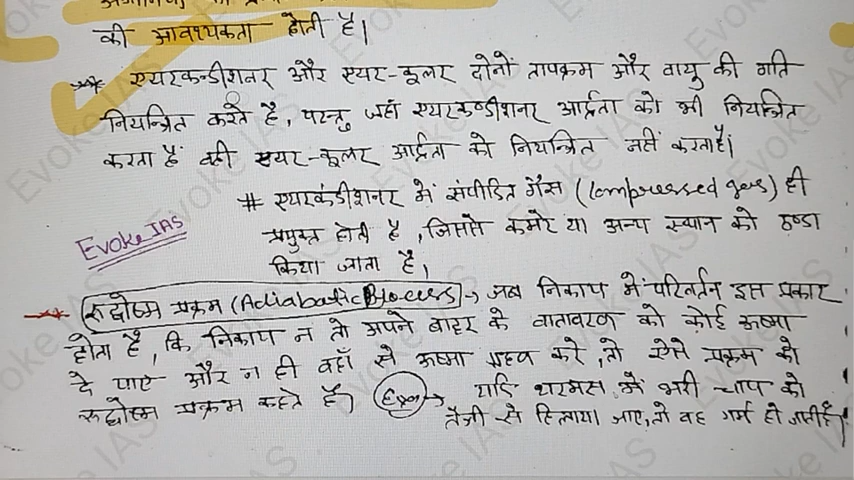 की आवश्यकता होती है।
एयरकन्डीशनर और एयर-कूलर दोनों तापक्रम और वायु की गति
नियन्त्रित करते है, परन्तु जहाँ एयरकण्डीशनर आर्द्रता को भी नियन्त्रित
करता है वही एयर-कूलर आर्द्रता को नियन्त्रित नहीं करता है।
# एयरकंडीशनर में संपीडित गैस (Compressed gas) ही
प्रयुक्त होती है, जिससे कमरे या अन्य स्थान को ठण्डा
किया जाता है,
Evoke IAS
रुद्धोष्म प्रक्रम (Adiabatic Process) → जब निकाय में परिवर्तन इस प्रकार
होता है, कि निकाय न तो अपने बाहर के वातावरण को कोई ऊष्मा
दे पाए और न ही वहाँ से ऊष्मा ग्रहण करे, तो ऐसे प्रक्रम को
रुद्धोष्म प्रक्रम कहते है। Exm → यदि थरमस में भरी चाय को
तेजी से हिलाया जाए, तो वह गर्म हो जाती है।